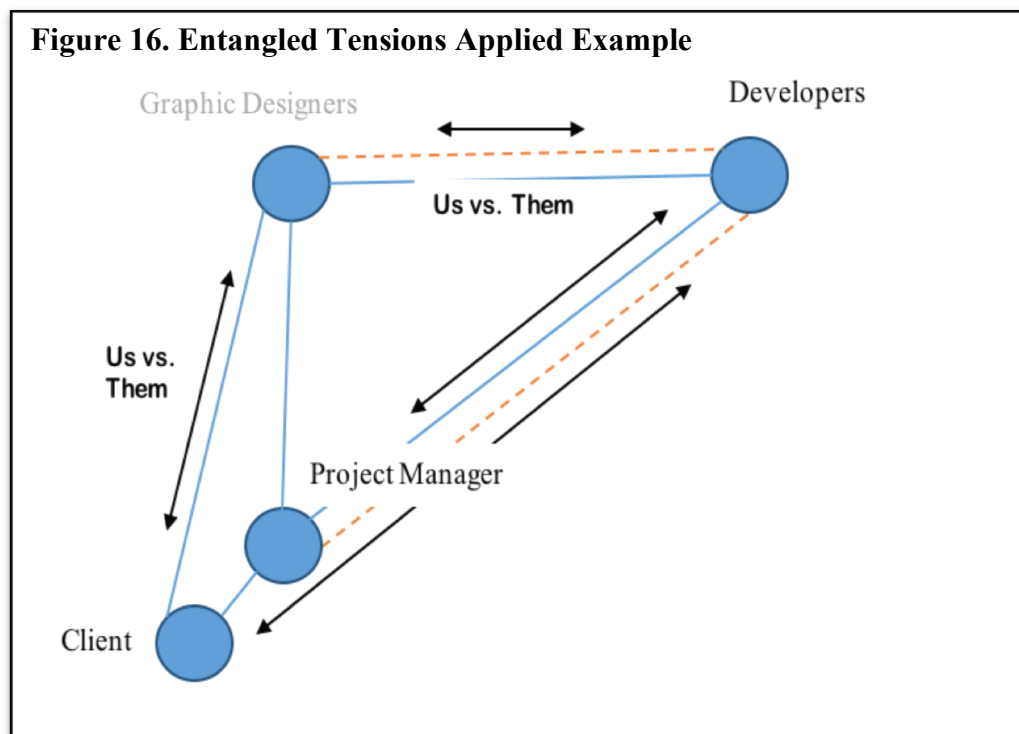 Figure 16. Entangled Tensions Applied Example
Graphic Designers
Developers
Us vs. Them
Us vs.
Them
Project Manager
Client